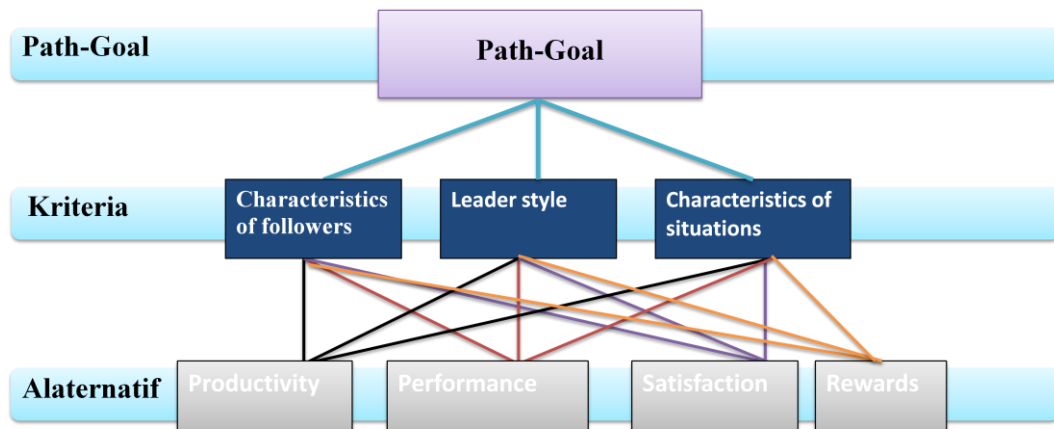 Path-Goal
Path-Goal
Kriteria
Characteristics
of followers
Leader style
Characteristics of
situations
Alaternatif
Productivity
Performance
Satisfaction
Rewards